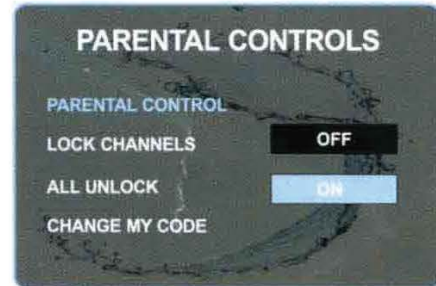 PARENTAL CONTROLS
PARENTAL CONTROL
LOCK CHANNELS OFF
ALL UNLOCK ON
CHANGE MY CODE